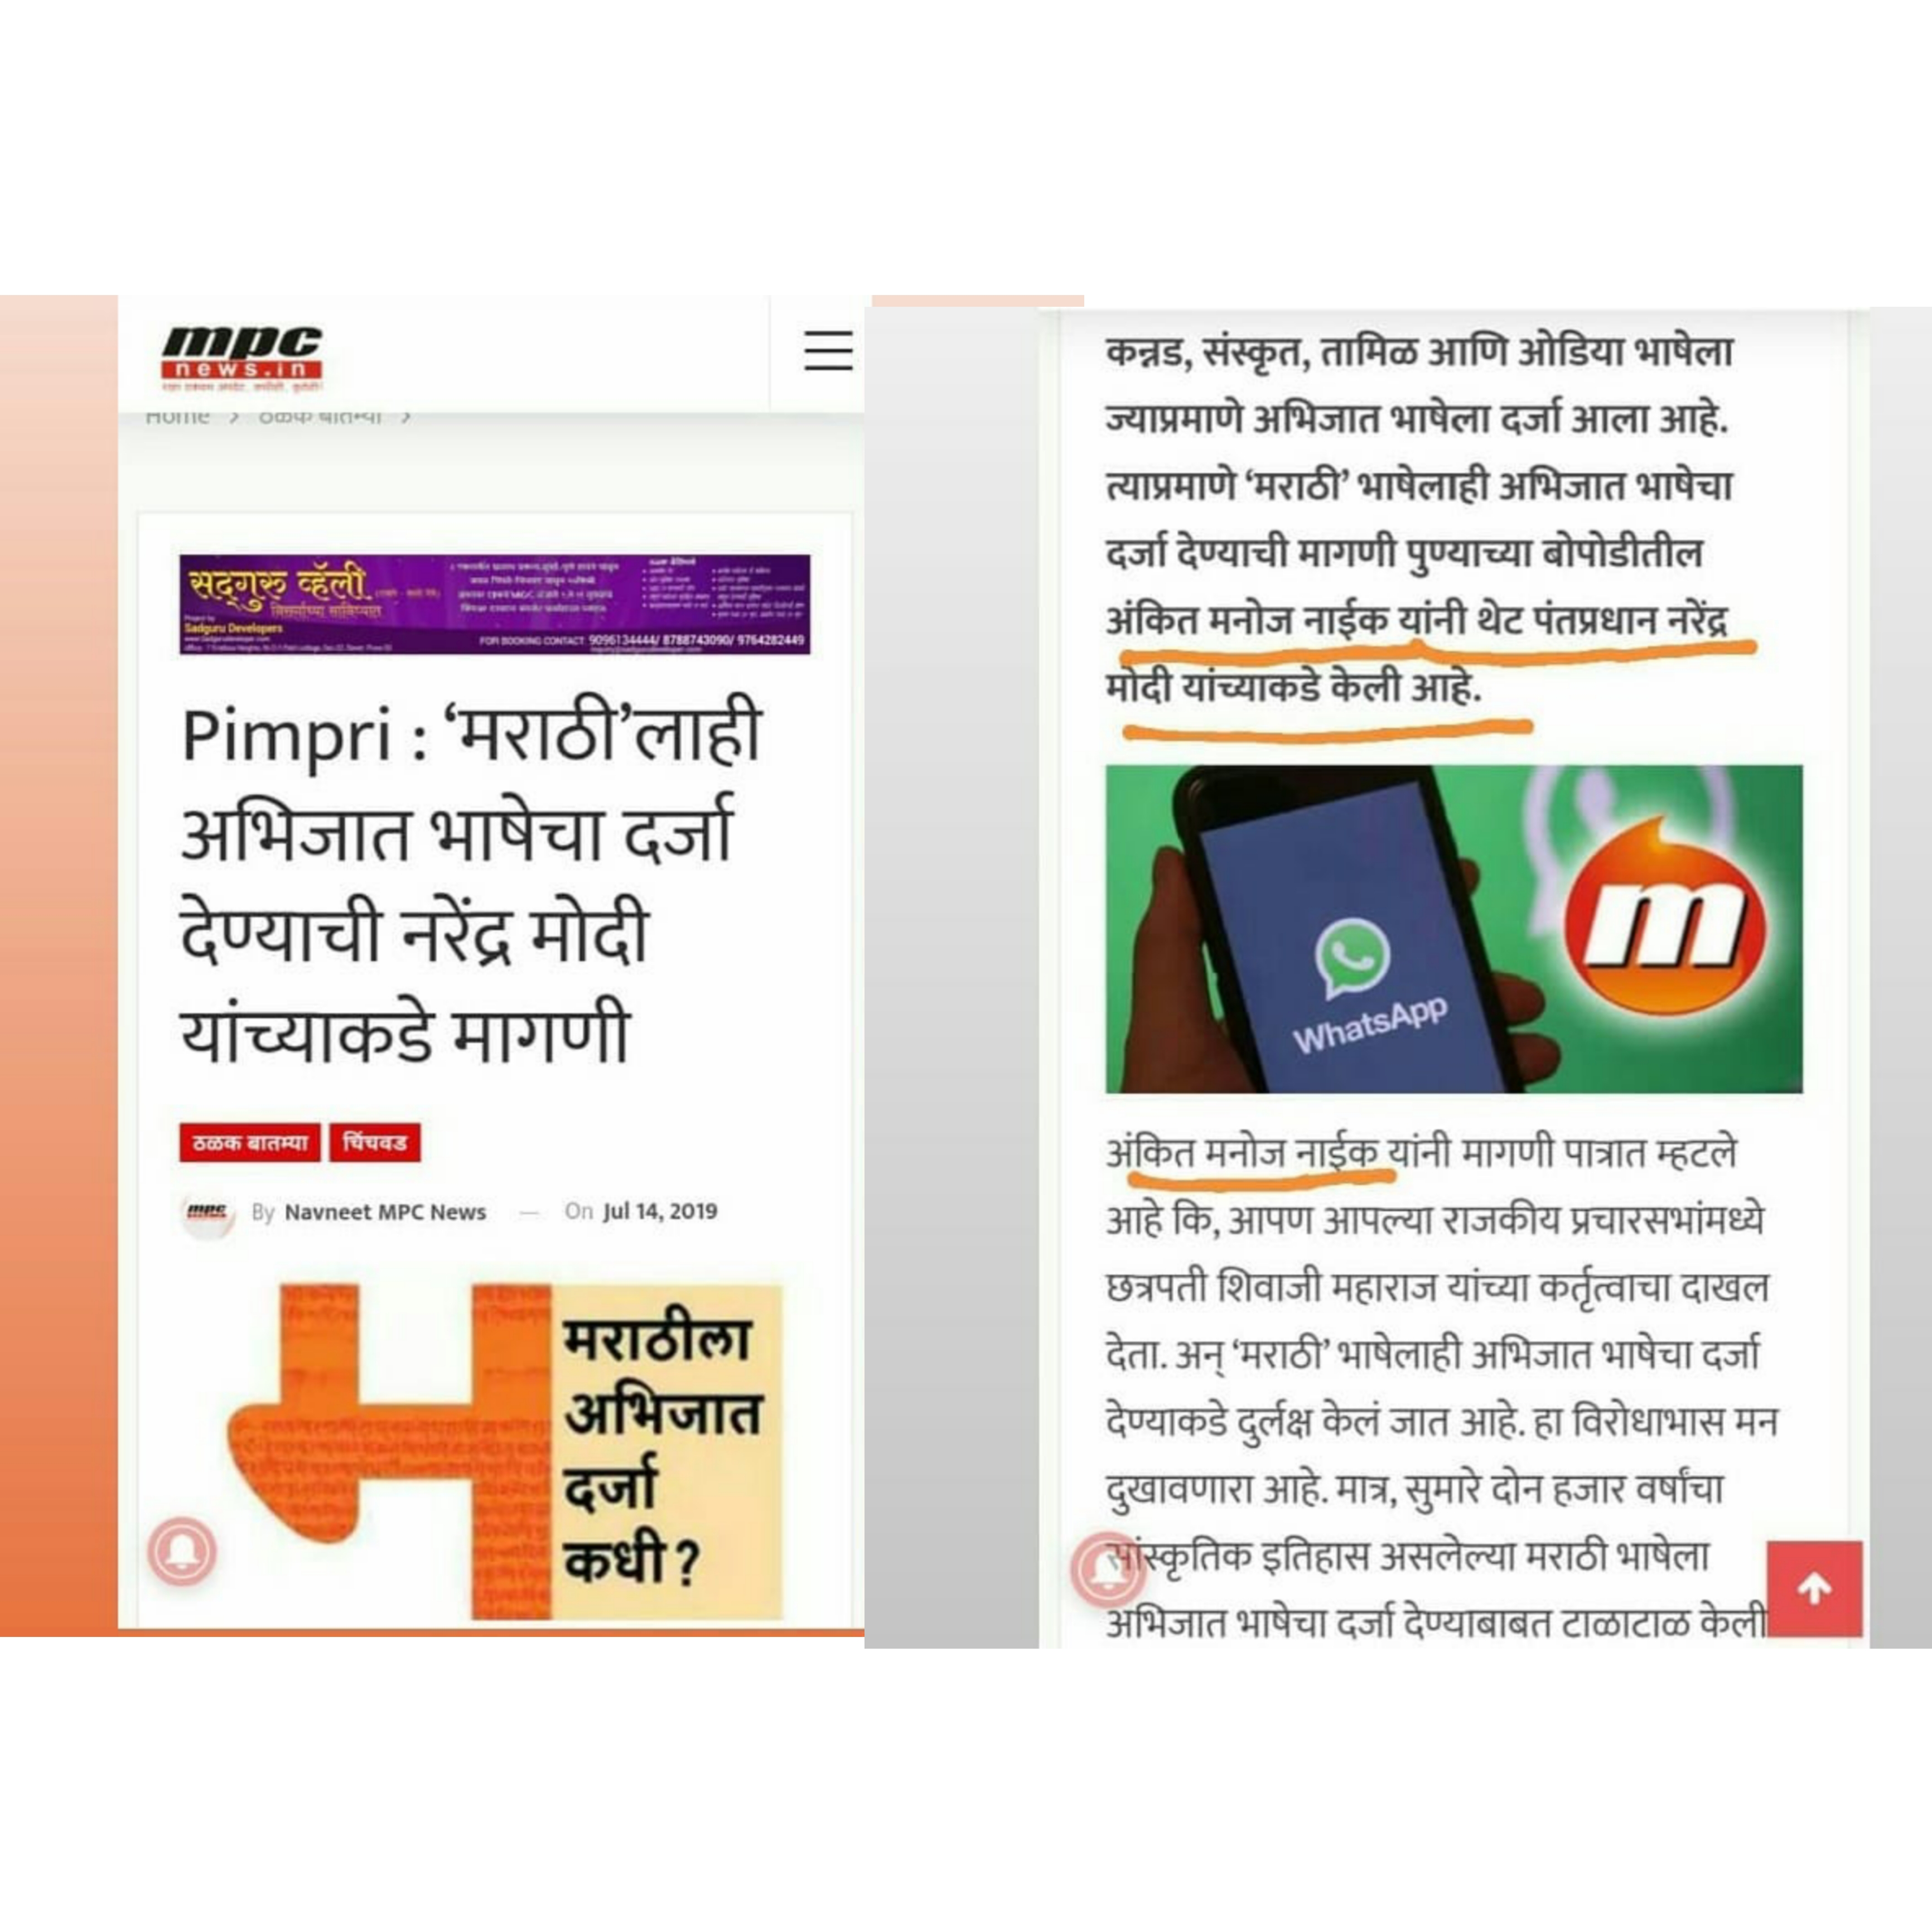 mpc
news.in
Home > ठळक बातम्या >
सद्गुरु व्हॅली
निसर्गाच्या सानिध्यात
Project by
Sadguru Developers
FOR BOOKING CONTACT: 9096134444/ 8788743090/ 9764282449
Pimpri : ‘मराठी’लाही
अभिजात भाषेचा दर्जा
देण्याची नरेंद्र मोदी
यांच्याकडे मागणी
ठळक बातम्या चिंचवड
mpc By Navneet MPC News — On Jul 14, 2019
म
मराठीला
अभिजात
दर्जा
कधी?
कन्नड, संस्कृत, तामिळ आणि ओडिया भाषेला
ज्याप्रमाणे अभिजात भाषेला दर्जा आला आहे.
त्याप्रमाणे ‘मराठी’ भाषेलाही अभिजात भाषेचा
दर्जा देण्याची मागणी पुण्याच्या बोपोडीतील
अंकित मनोज नाईक यांनी थेट पंतप्रधान नरेंद्र
मोदी यांच्याकडे केली आहे.
WhatsApp
m
अंकित मनोज नाईक यांनी मागणी पात्रात म्हटले
आहे कि, आपण आपल्या राजकीय प्रचारसभांमध्ये
छत्रपती शिवाजी महाराज यांच्या कर्तृत्वाचा दाखल
देता. अन् ‘मराठी’ भाषेलाही अभिजात भाषेचा दर्जा
देण्याकडे दुर्लक्ष केलं जात आहे. हा विरोधाभास मन
दुखावणारा आहे. मात्र, सुमारे दोन हजार वर्षांचा
सांस्कृतिक इतिहास असलेल्या मराठी भाषेला
अभिजात भाषेचा दर्जा देण्याबाबत टाळाटाळ केली